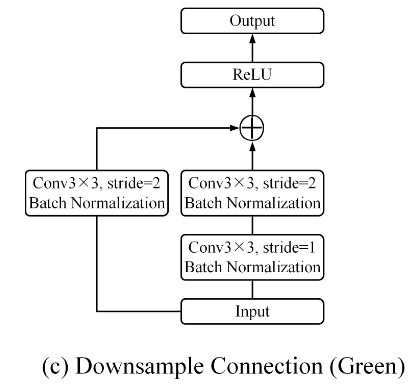 Output
ReLU
Conv3×3, stride=2
Batch Normalization
Conv3×3, stride=2
Batch Normalization
Conv3×3, stride=1
Batch Normalization
Input
(c) Downsample Connection (Green)